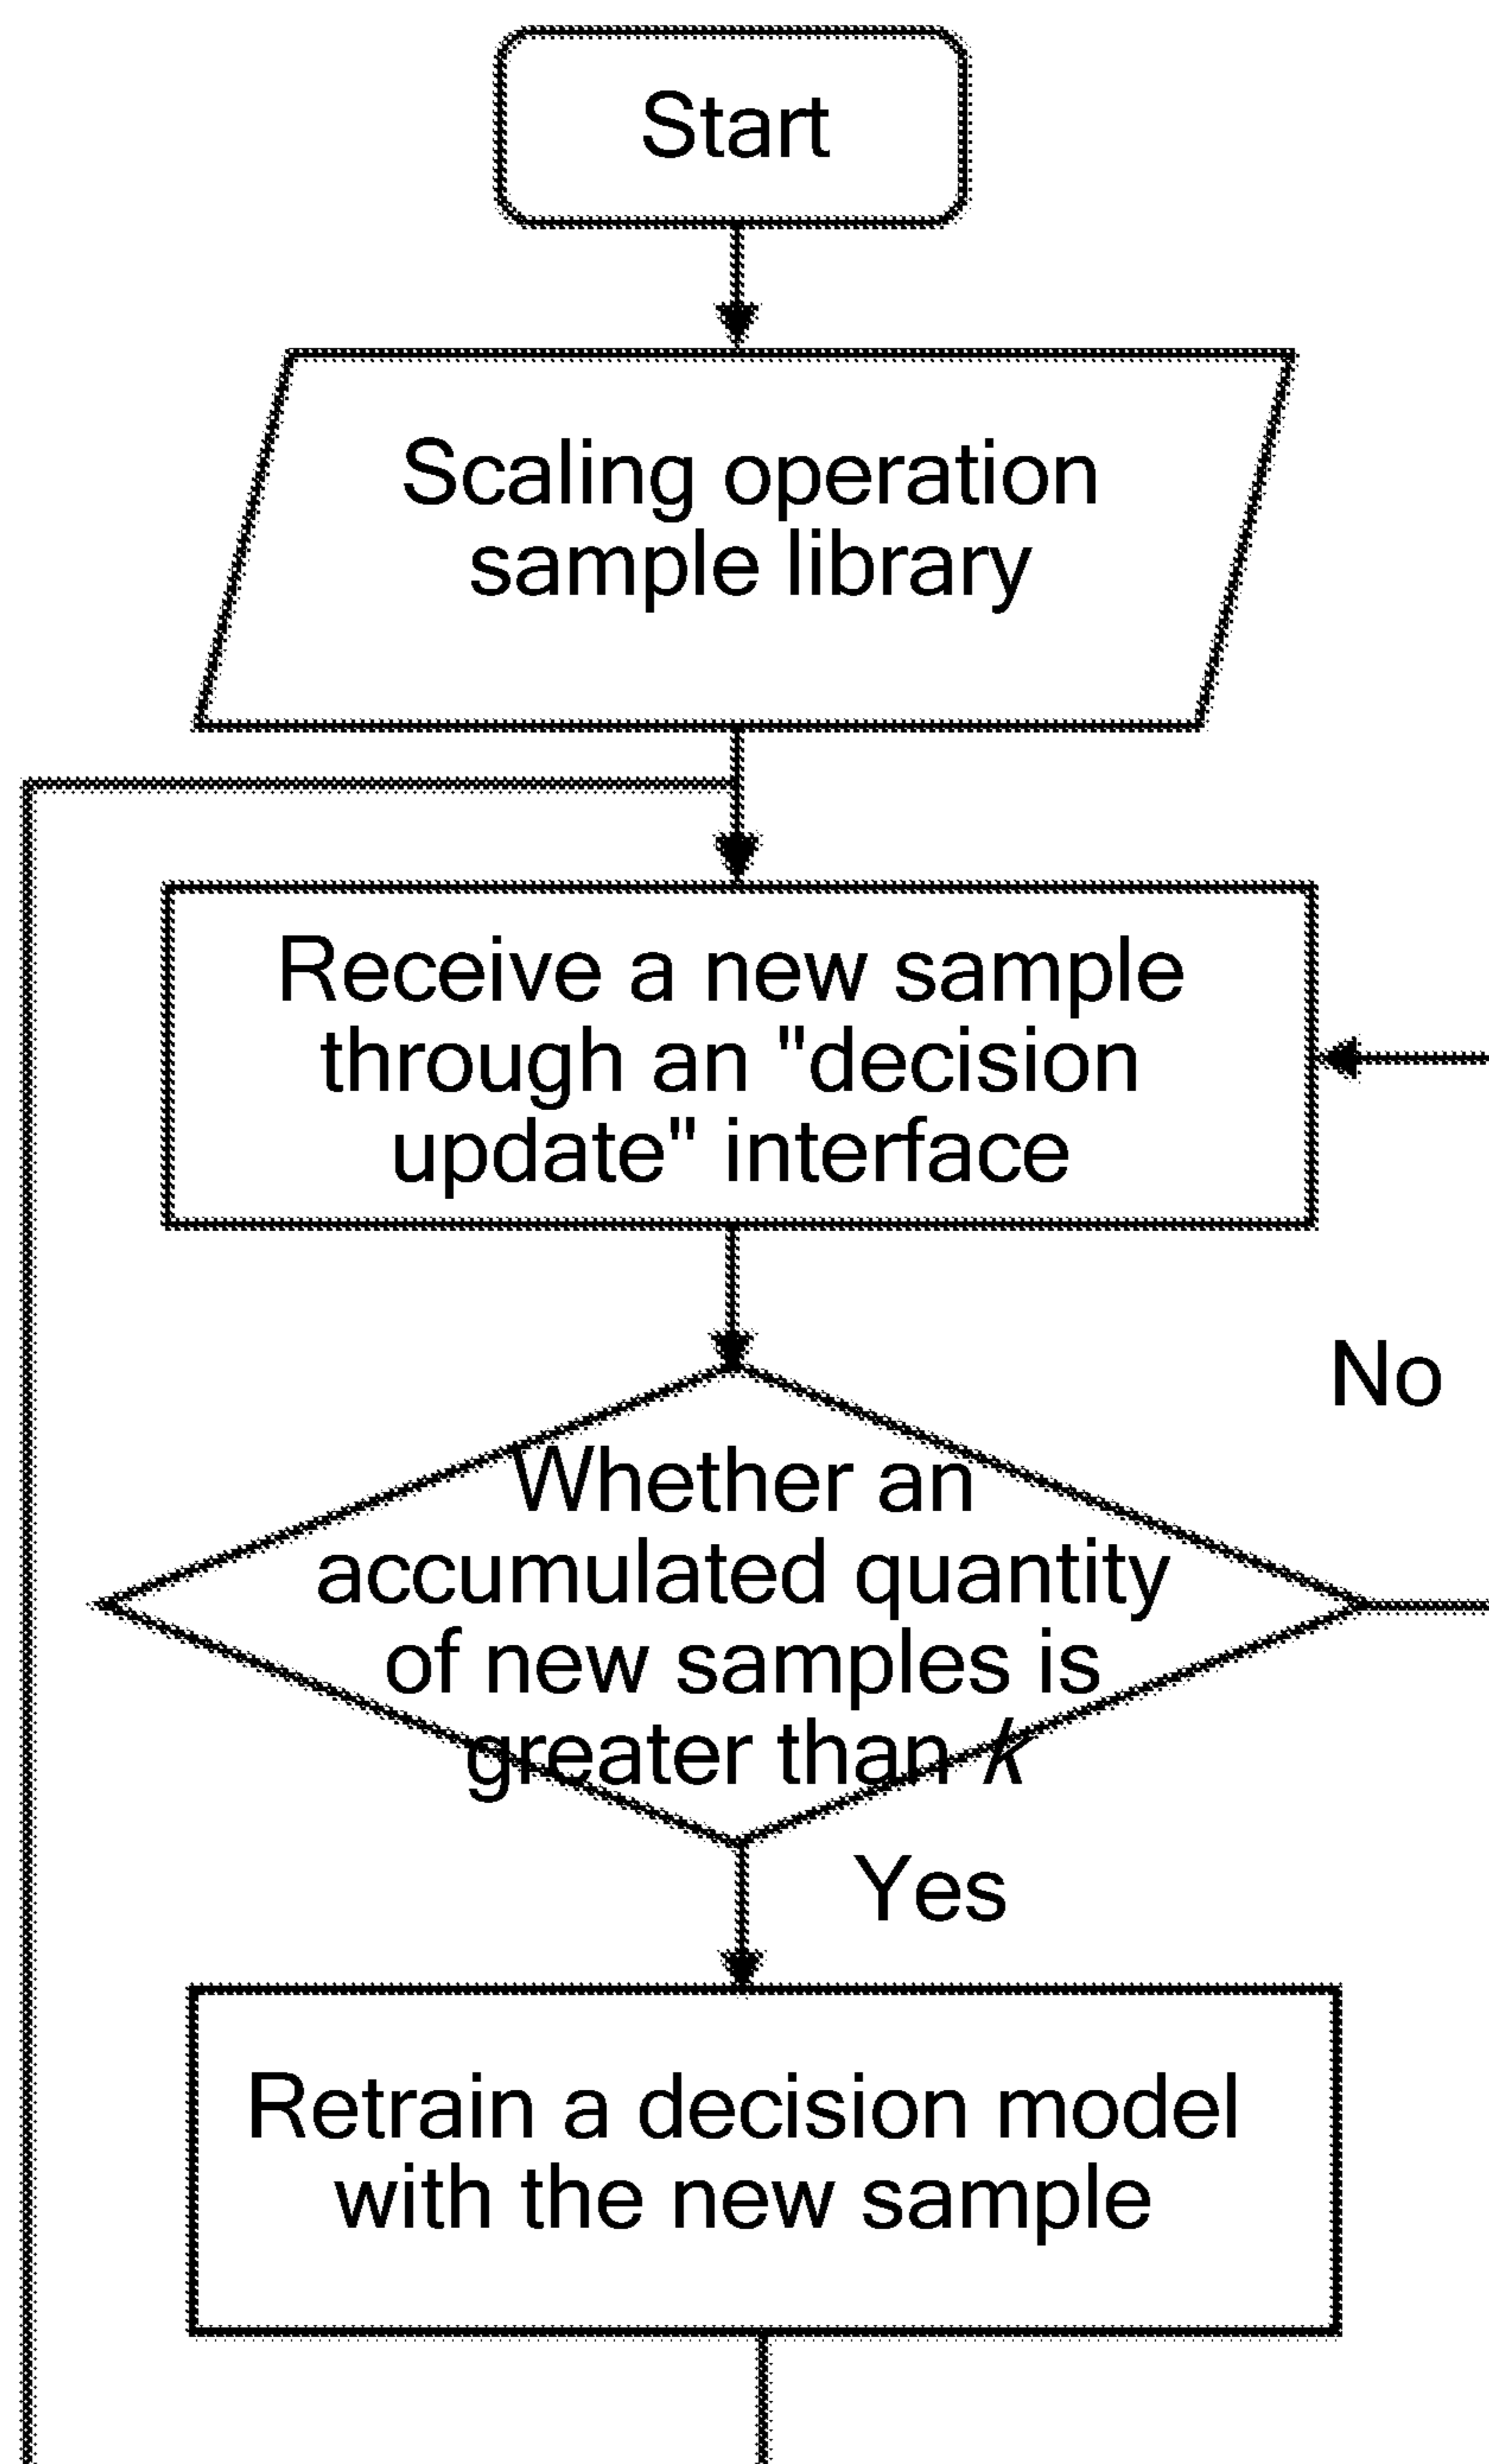 Start
Scaling operation
sample library
Receive a new sample
through an "decision
update" interface
No
Whether an
accumulated quantity
of new samples is
greater than k
Yes
Retrain a decision model
with the new sample